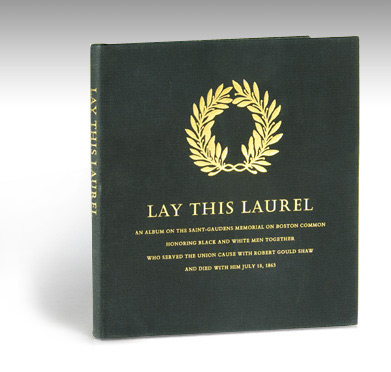 LAY THIS LAUREL
LAY THIS LAUREL
AN ALBUM ON THE SAINT-GAUDENS MEMORIAL ON BOSTON COMMON
HONORING BLACK AND WHITE MEN TOGETHER
WHO SERVED THE UNION CAUSE WITH ROBERT GOULD SHAW
AND DIED WITH HIM JULY 18, 1863